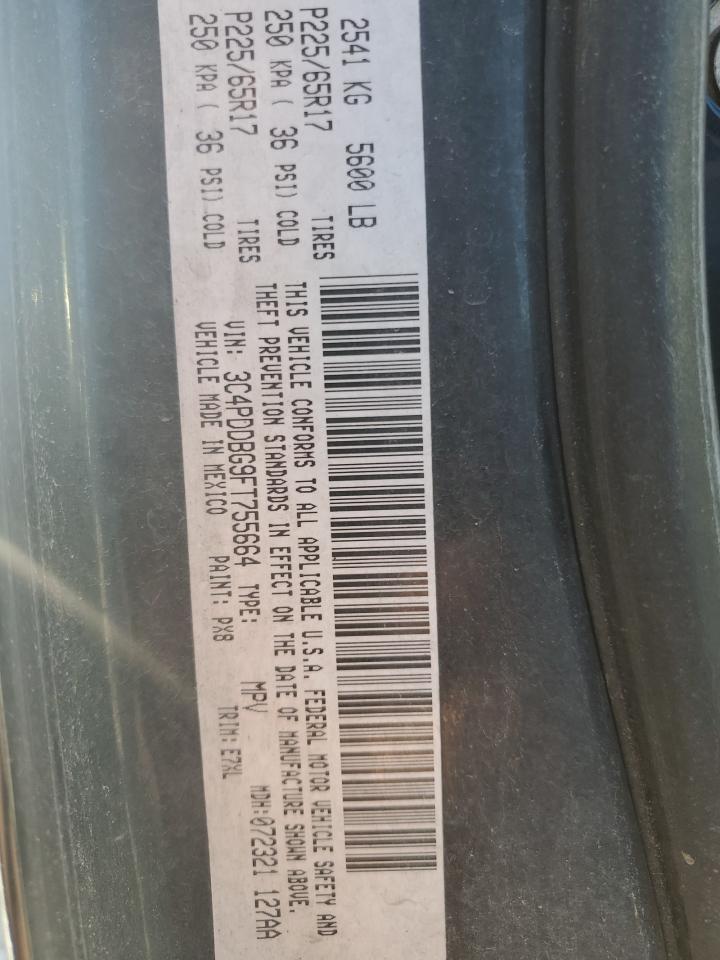 2541 KG 5600 LB
P225/65R17 TIRES
250 KPA ( 36 PSI) COLD
P225/65R17 TIRES
250 KPA ( 36 PSI) COLD
THIS VEHICLE CONFORMS TO ALL APPLICABLE U.S.A. FEDERAL MOTOR VEHICLE SAFETY AND
THEFT PREVENTION STANDARDS IN EFFECT ON THE DATE OF MANUFACTURE SHOWN ABOVE.
VIN: 3C4PDDBG9FT755664 TYPE: MPV MDH:072321 127AA
VEHICLE MADE IN MEXICO PAINT: PX8 TRIM: E7XL